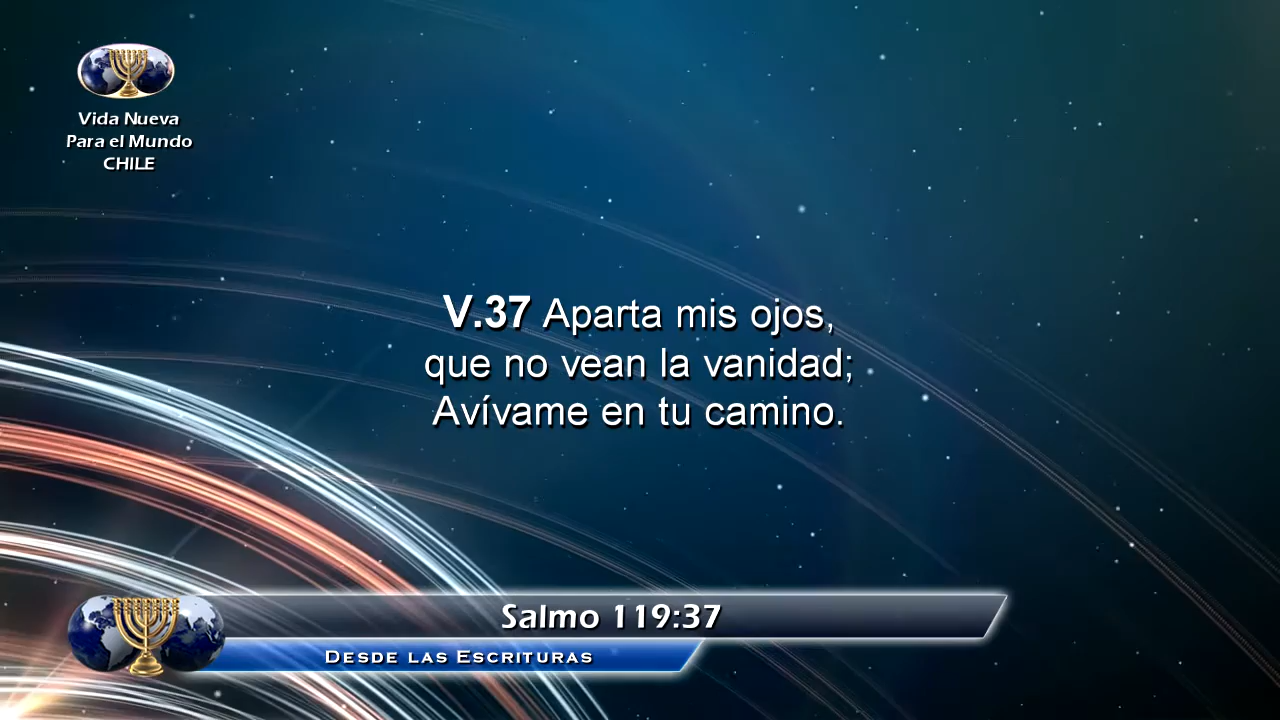 Vida Nueva
Para el Mundo
CHILE
V.37 Aparta mis ojos,
que no vean la vanidad;
Avívame en tu camino.
Salmo 119:37
Desde las Escrituras